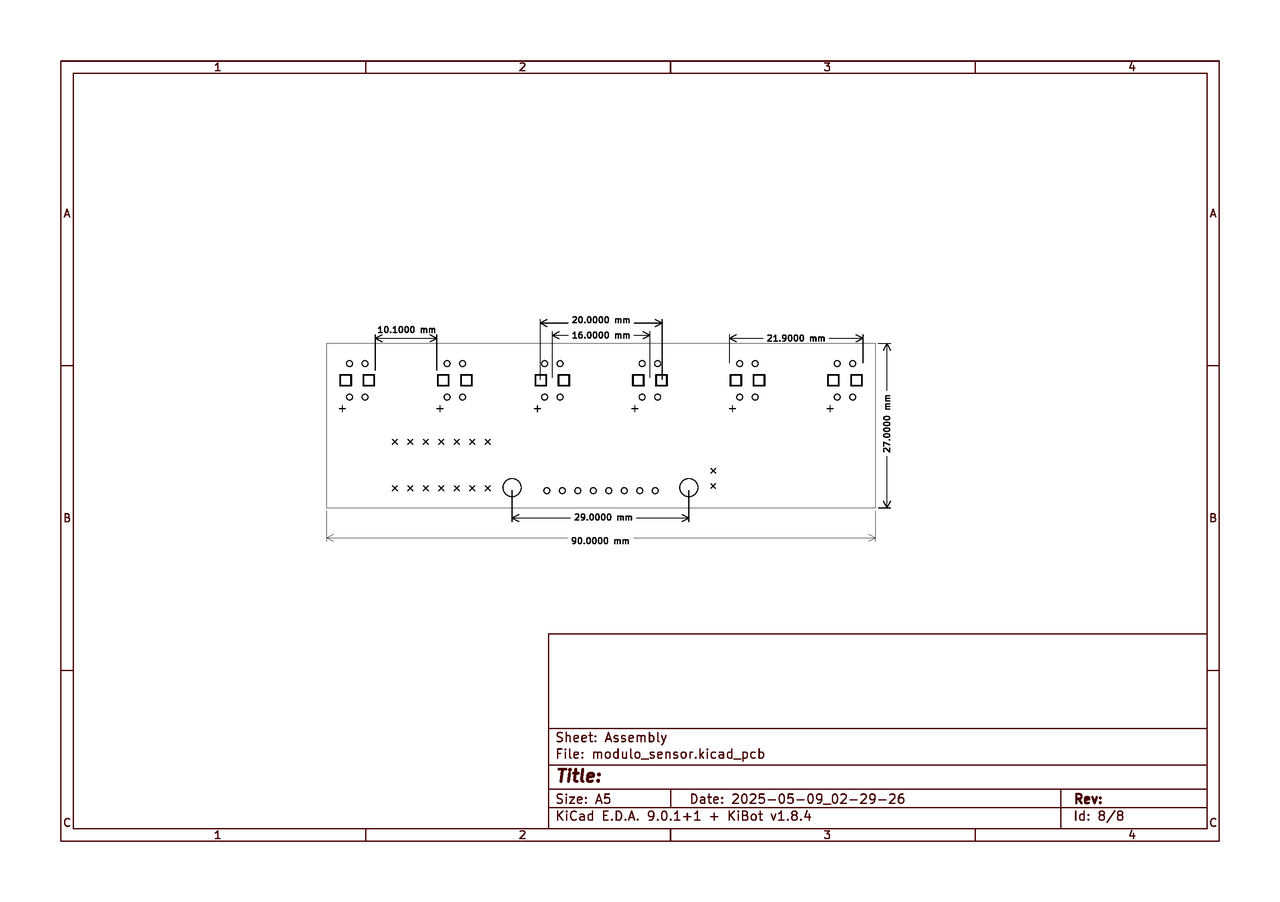 1 2 3 4
A A
20.0000 mm
10.1000 mm 16.0000 mm 21.9000 mm
27.0000 mm
B B
29.0000 mm
90.0000 mm
Sheet: Assembly
File: modulo_sensor.kicad_pcb
Title:
Size: A5 Date: 2025-05-09_02-29-26 Rev:
KiCad E.D.A. 9.0.1+1 + KiBot v1.8.4 Id: 8/8
C C
1 2 3 4